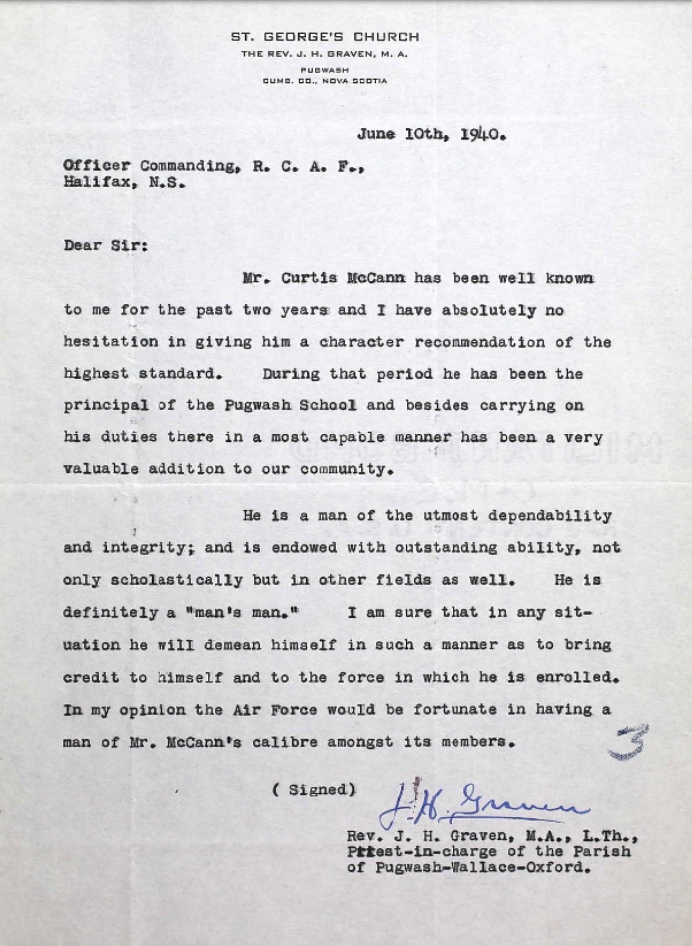 ST. GEORGE'S CHURCH
THE REV. J. H. GRAVEN, M. A.
PUGWASH
CUMB. CO., NOVA SCOTIA
June 10th, 1940.
Officer Commanding, R. C. A. F.,
Halifax, N.S.
Dear Sir:
Mr. Curtis McCann has been well known
to me for the past two years and I have absolutely no
hesitation in giving him a character recommendation of the
highest standard. During that period he has been the
principal of the Pugwash School and besides carrying on
his duties there in a most capable manner has been a very
valuable addition to our community.
He is a man of the utmost dependability
and integrity; and is endowed with outstanding ability, not
only scholastically but in other fields as well. He is
definitely a "man's man." I am sure that in any sit-
uation he will demean himself in such a manner as to bring
credit to himself and to the force in which he is enrolled.
In my opinion the Air Force would be fortunate in having a
man of Mr. McCann's calibre amongst its members.
3
( Signed) J. H. Graven
Rev. J. H. Graven, M.A., L.Th.,
Priest-in-charge of the Parish
of Pugwash-Wallace-Oxford.